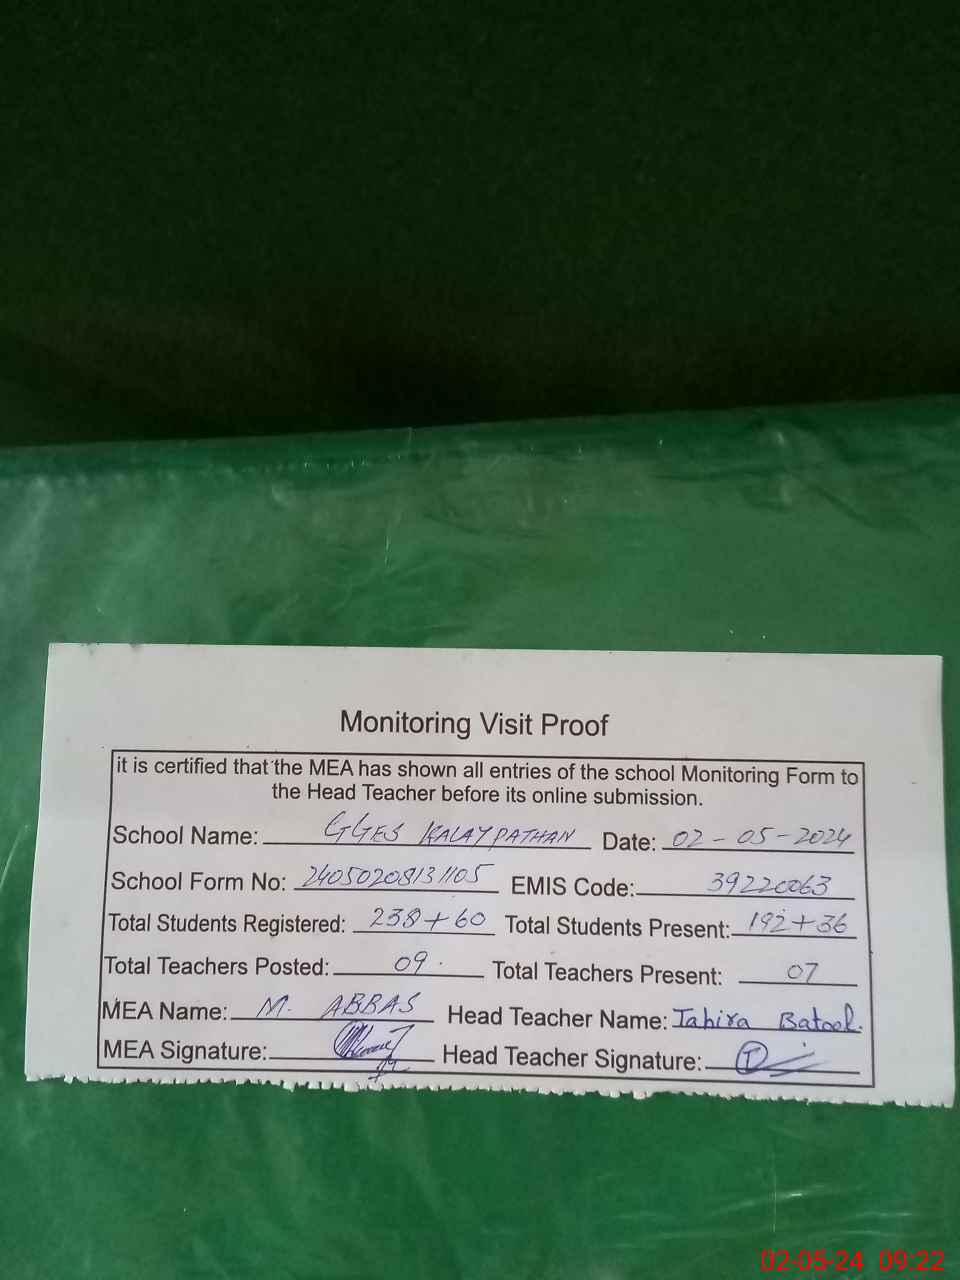 Monitoring Visit Proof
it is certified that the MEA has shown all entries of the school Monitoring Form to
the Head Teacher before its online submission.
School Name: GGES KALAYPATHAN Date: 02-05-2024
School Form No: 24050208131105 EMIS Code: 39220063
Total Students Registered: 238+60 Total Students Present: 192+36
Total Teachers Posted: 09. Total Teachers Present: 07
MEA Name: M. ABBAS Head Teacher Name: Tahira Batool.
MEA Signature: Head Teacher Signature:
02-05-24 09:22